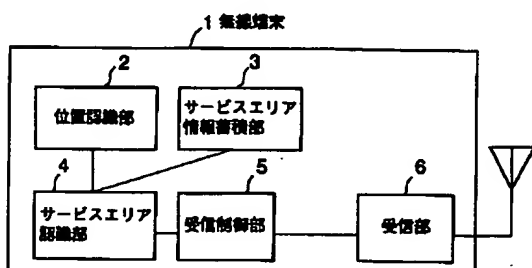 1 無線端末
2
位置認識部
3
サービスエリア
情報蓄積部
4
サービスエリア
認識部
5
受信制御部
6
受信部